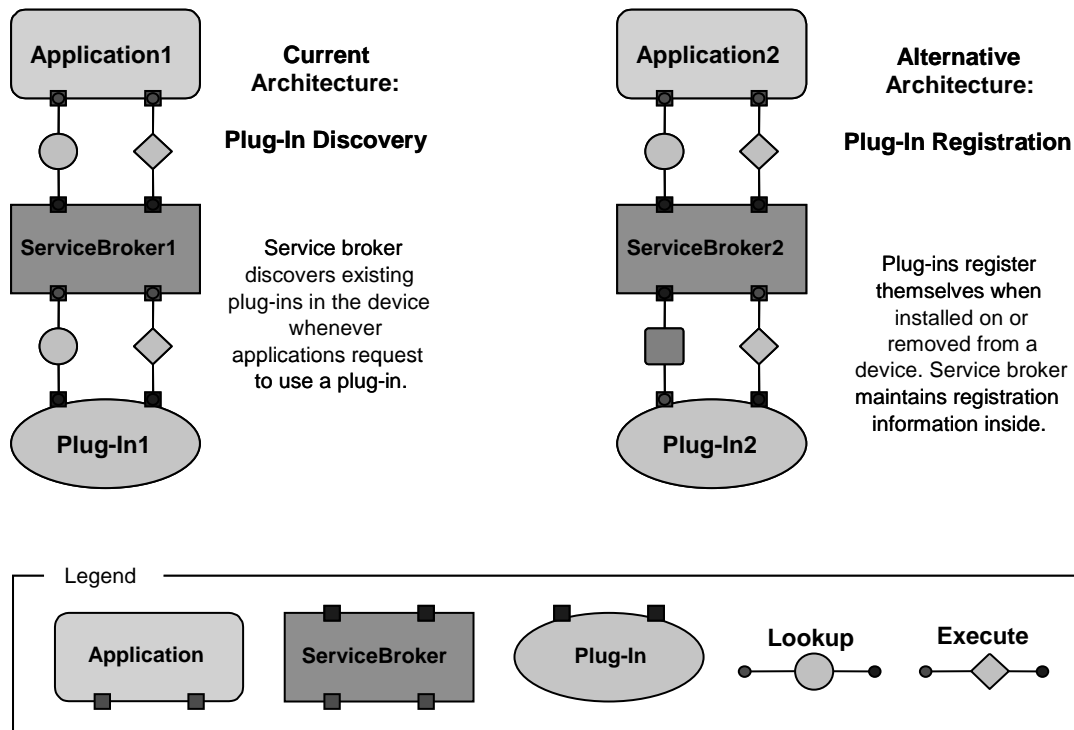 Application1
Current
Architecture:
Plug-In Discovery
ServiceBroker1
Service broker
discovers existing
plug-ins in the device
whenever
applications request
to use a plug-in.
Plug-In1
Application2
Alternative
Architecture:
Plug-In Registration
ServiceBroker2
Plug-ins register
themselves when
installed on or
removed from a
device. Service broker
maintains registration
information inside.
Plug-In2
Legend
Application
ServiceBroker
Plug-In
Lookup
Execute